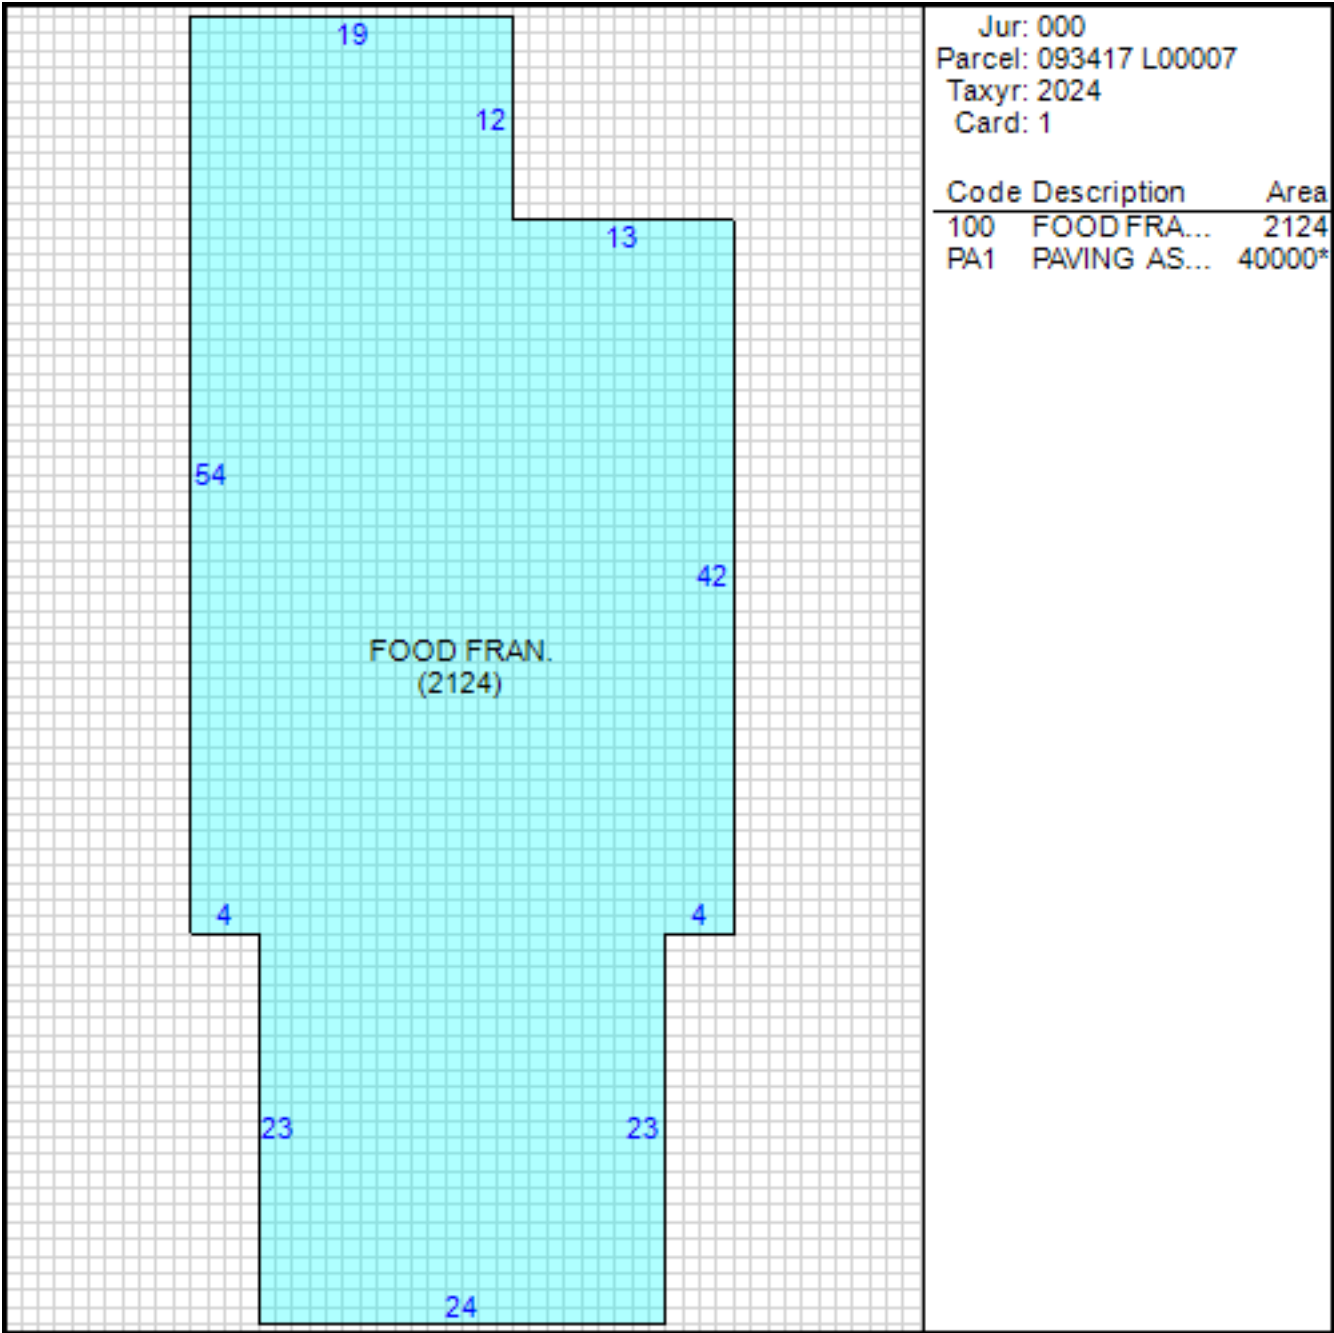 19
12
13
54
42
FOOD FRAN.
(2124)
4
4
23
23
24
Jur: 000
Parcel: 093417 L00007
Taxyr: 2024
Card: 1
Code Description Area
100 FOOD FRA... 2124
PA1 PAVING AS... 40000*